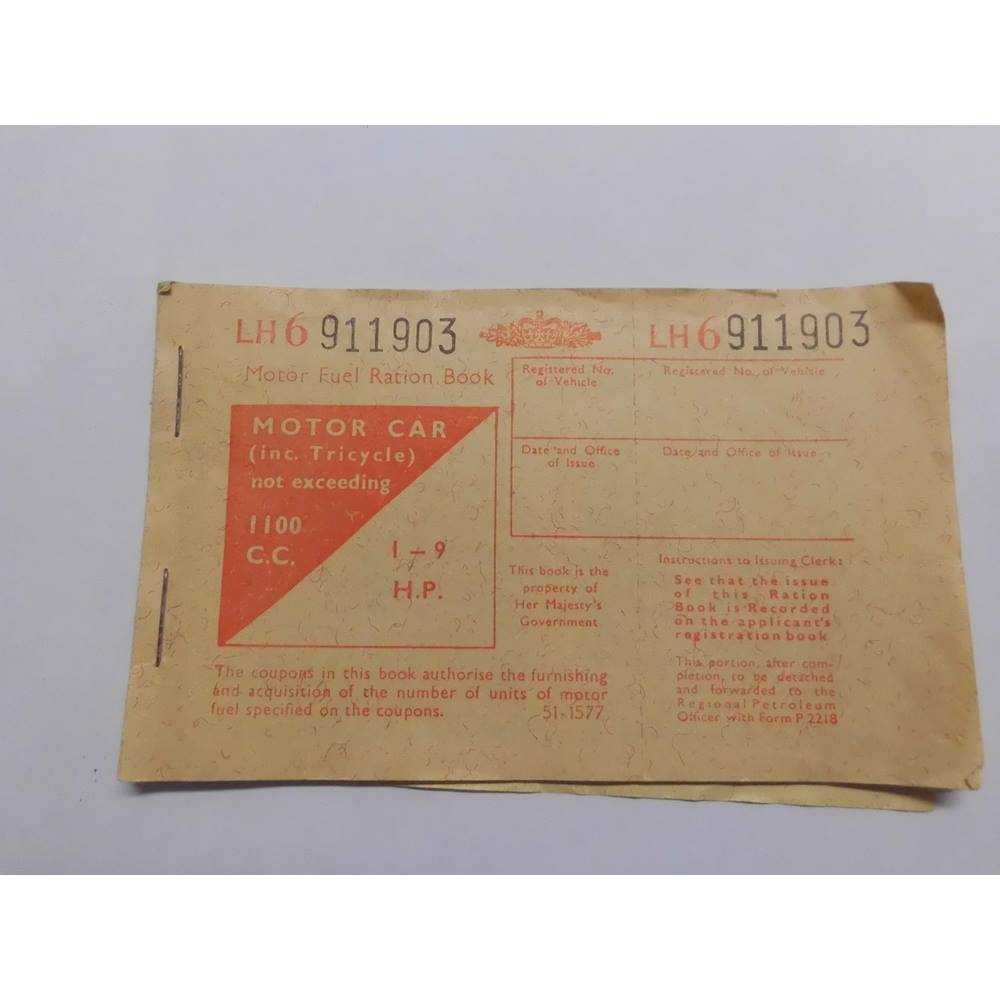 LH6 911903
LH6 911903
Motor Fuel Ration Book
MOTOR CAR
(inc. Tricycle)
not exceeding
1100
C.C.
1 – 9
H.P.
Registered No.
of Vehicle
Registered No. of Vehicle
Date and Office
of Issue
Date and Office of Issue
This book is the
property of
Her Majesty's
Government
Instructions to Issuing Clerk:
See that the issue
of this Ration
Book is Recorded
on the applicant's
registration book
This portion, after com-
pletion, to be detached
and forwarded to the
Regional Petroleum
Officer with Form P 2218
The coupons in this book authorise the furnishing
and acquisition of the number of units of motor
fuel specified on the coupons.
51-1577